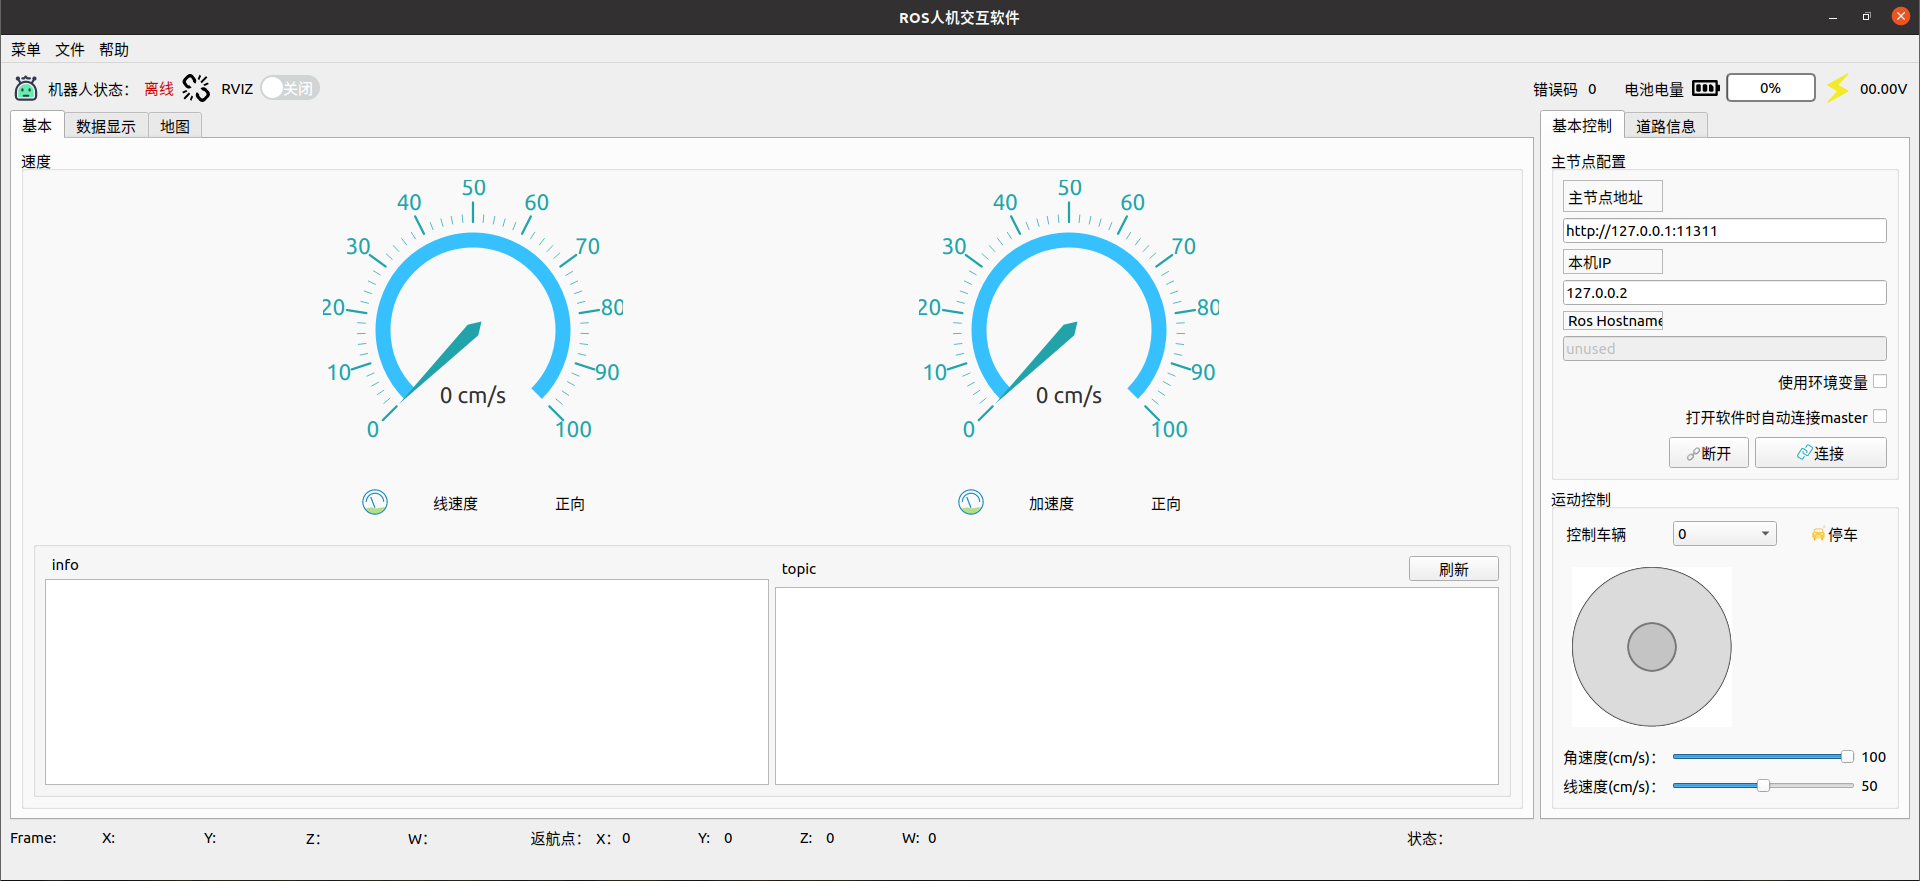 ROS人机交互软件
菜单 文件 帮助
机器人状态： 离线 RVIZ 关闭 错误码 0 电池电量 0% 00.00V
基本 数据显示 地图
速度
0 10 20 30 40 50 60 70 80 90 100
0 cm/s
线速度 正向
0 10 20 30 40 50 60 70 80 90 100
0 cm/s
加速度 正向
info
topic 刷新
基本控制 道路信息
主节点配置
主节点地址
http://127.0.0.1:11311
本机IP
127.0.0.2
Ros Hostname
unused
使用环境变量
打开软件时自动连接master
断开 连接
运动控制
控制车辆 0 停车
角速度(cm/s)： 100
线速度(cm/s)： 50
Frame: X: Y: Z: W: 返航点： X: 0 Y: 0 Z: 0 W: 0 状态：